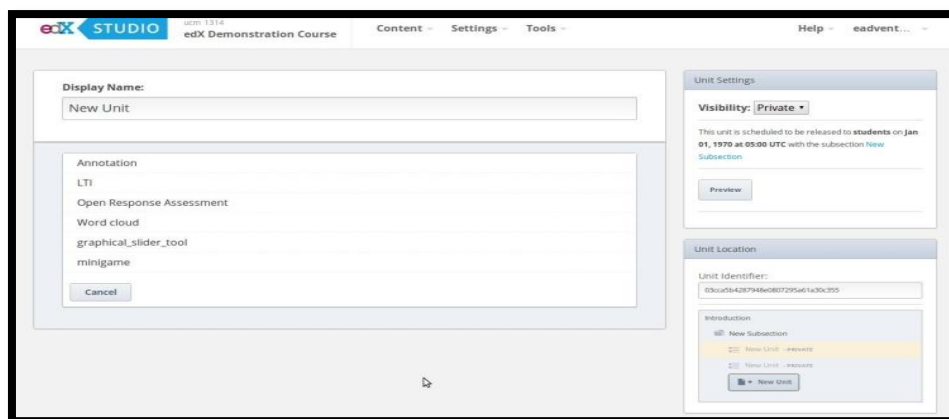 edX STUDIO
ucm 1314
edX Demonstration Course
Content
Settings
Tools
Help
eadvent...
Display Name:
New Unit
Annotation
LTI
Open Response Assessment
Word cloud
graphical_slider_tool
minigame
Cancel
Unit Settings
Visibility: Private
This unit is scheduled to be released to students on Jan
01, 1970 at 05:00 UTC with the subsection New
Subsection
Preview
Unit Location
Unit Identifier:
03cca5b4287948e0807295a61a30c355
Introduction
New Subsection
New Unit - PRIVATE
New Unit - PRIVATE
+ New Unit